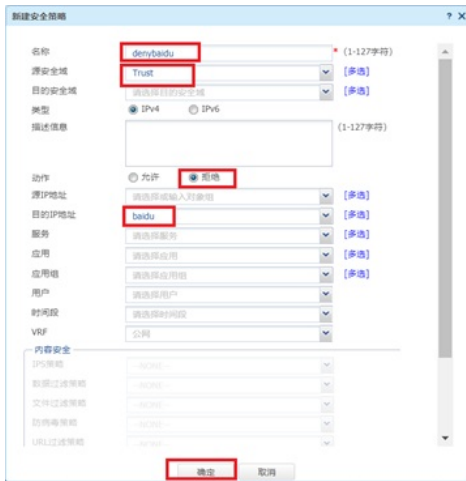 新建安全策略 ? X
名称 denybaidu * (1-127字符)
源安全域 Trust [多选]
目的安全域 请选择目的安全域 [多选]
类型 IPv4 IPv6
描述信息 (1-127字符)
动作 允许 拒绝
源IP地址 请选择或输入对象组 [多选]
目的IP地址 baidu [多选]
服务 请选择服务 [多选]
应用 请选择应用 [多选]
应用组 请选择应用组 [多选]
用户 请选择用户
时间段 请选择时间段
VRF 公网
内容安全
IPS策略 --NONE--
数据过滤策略 --NONE--
文件过滤策略 --NONE--
防病毒策略 --NONE--
URL过滤策略 --NONE--
确定 取消